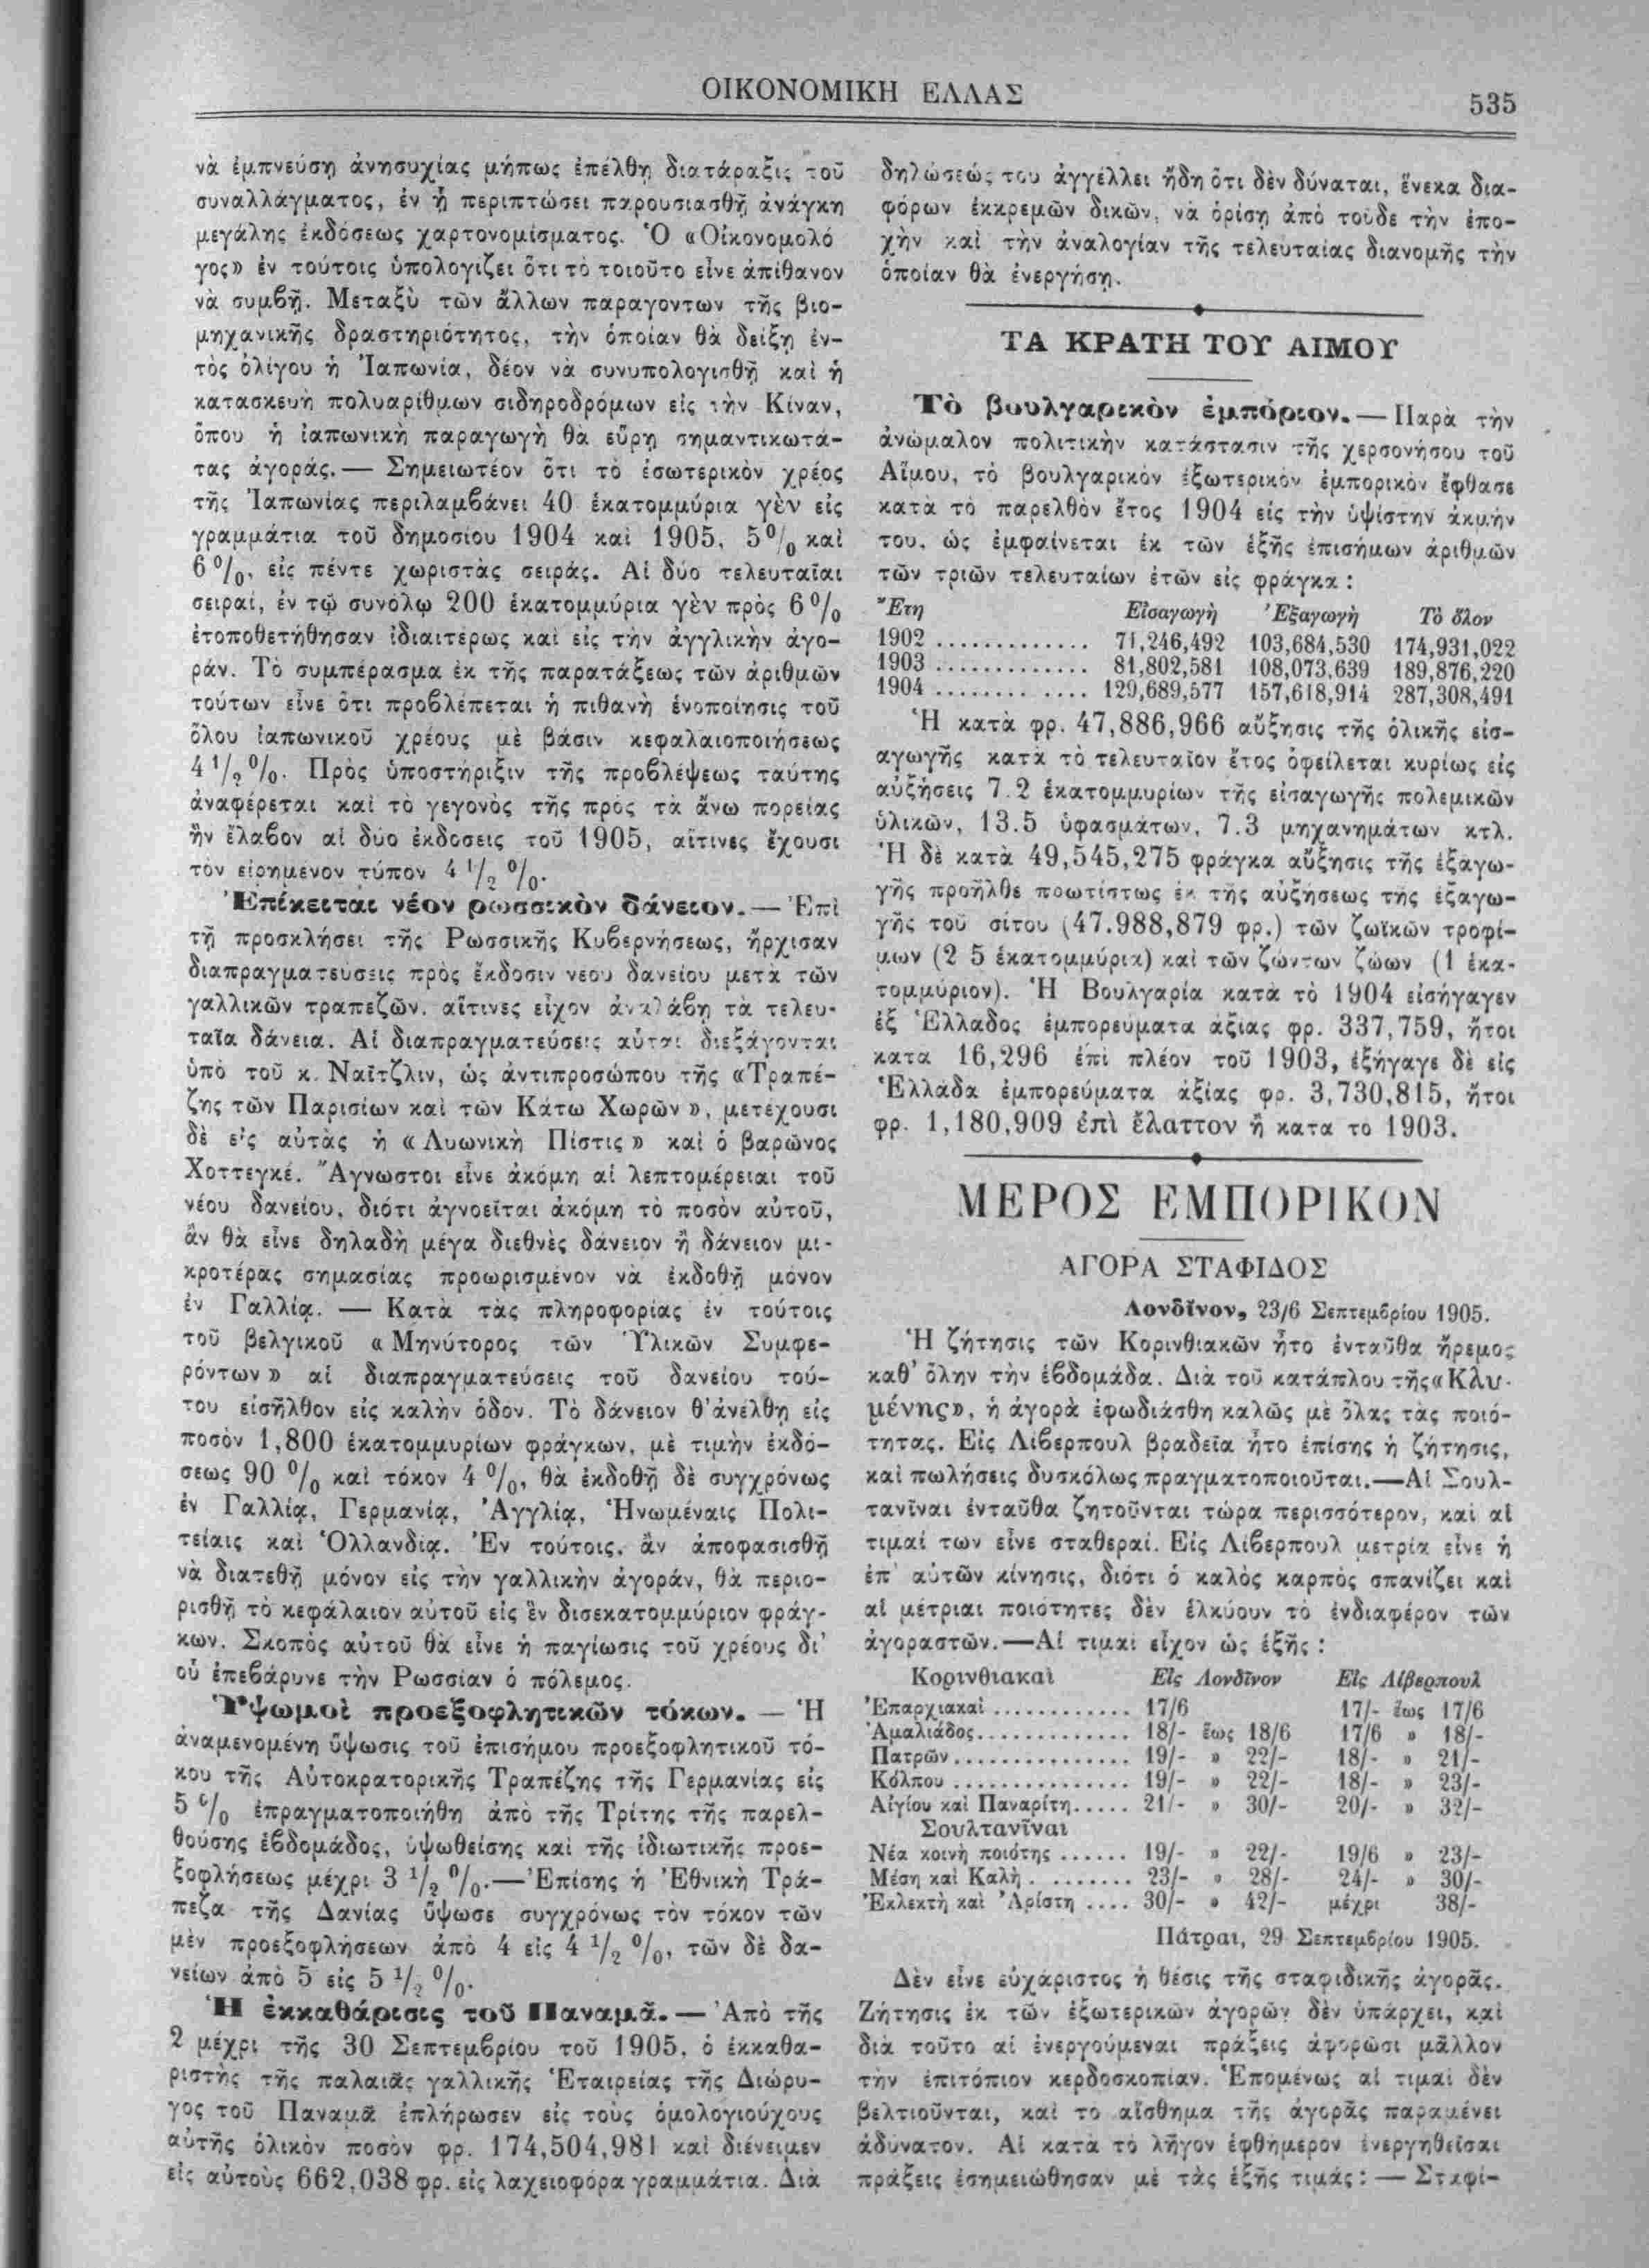 ΟΙΚΟΝΟΜΙΚΗ ΕΛΛΑΣ
535
νὰ ἐμπνεύσῃ ἀνησυχίας μήπως ἐπέλθῃ διατάραξις τοῦ
συναλλάγματος, ἐν ᾗ περιπτώσει παρουσιασθῇ ἀνάγκη
μεγάλης ἐκδόσεως χαρτονομίσματος. Ὁ «Οἰκονομολό
γος» ἐν τούτοις ὑπολογίζει ὅτι τὸ τοιοῦτο εἶνε ἀπίθανον
νὰ συμβῇ. Μεταξὺ τῶν ἄλλων παραγοντων τῆς βιο-
μηχανικῆς δραστηριότητος, τὴν ὁποίαν θὰ δείξῃ ἐν-
τὸς ὀλίγου ἡ Ἰαπωνία, δέον νὰ συνυπολογισθῇ καὶ ἡ
κατασκευὴ πολυαρίθμων σιδηροδρόμων εἰς τὴν Κίναν,
ὅπου ἡ ἰαπωνικὴ παραγωγὴ θὰ εὕρῃ σημαντικωτά-
τας ἀγοράς.— Σημειωτέον ὅτι τὸ ἐσωτερικὸν χρέος
τῆς Ἰαπωνίας περιλαμβάνει 40 ἑκατομμύρια γὲν εἰς
γραμμάτια τοῦ δημοσίου 1904 καὶ 1905, 5 % καὶ
6 %, εἰς πέντε χωριστὰς σειράς. Αἱ δύο τελευταῖαι
σειραί, ἐν τῷ συνόλῳ 200 ἑκατομμύρια γὲν πρὸς 6 %
ἐτοποθετήθησαν ἰδιαιτέρως καὶ εἰς τὴν ἀγγλικὴν ἀγο-
ράν. Τὸ συμπέρασμα ἐκ τῆς παρατάξεως τῶν ἀριθμῶν
τούτων εἶνε ὅτι προβλέπεται ἡ πιθανὴ ἑνοποίησις τοῦ
ὅλου ἰαπωνικοῦ χρέους μὲ βάσιν κεφαλαιοποιήσεως
4 1/2 %. Πρὸς ὑποστήριξιν τῆς προβλέψεως ταύτης
ἀναφέρεται καὶ τὸ γεγονὸς τῆς πρὸς τὰ ἄνω πορείας
ἣν ἔλαβον αἱ δύο ἐκδοσεις τοῦ 1905, αἵτινες ἔχουσι
τὸν εἰρημένον τύπον 4 1/2 %.
Ἐπίκειται νέον ρωσσικὸν δάνειον.— Ἐπὶ
τῇ προσκλήσει τῆς Ρωσσικῆς Κυβερνήσεως, ἤρχισαν
διαπραγματεύσεις πρὸς ἔκδοσιν νέου δανείου μετὰ τῶν
γαλλικῶν τραπεζῶν, αἵτινες εἶχον ἀναλάβῃ τὰ τελευ-
ταῖα δάνεια. Αἱ διαπραγματεύσεις αὗται διεξάγονται
ὑπὸ τοῦ κ. Ναϊτζλιν, ὡς ἀντιπροσώπου τῆς «Τραπέ-
ζης τῶν Παρισίων καὶ τῶν Κάτω Χωρῶν», μετέχουσι
δὲ εἰς αὐτὰς ἡ «Λυωνικὴ Πίστις» καὶ ὁ βαρῶνος
Χοττεγκέ. Ἄγνωστοι εἶνε ἀκόμη αἱ λεπτομέρειαι τοῦ
νέου δανείου, διότι ἀγνοεῖται ἀκόμη τὸ ποσὸν αὐτοῦ,
ἂν θὰ εἶνε δηλαδὴ μέγα διεθνὲς δάνειον ἢ δάνειον μι-
κροτέρας σημασίας προωρισμένον νὰ ἐκδοθῇ μόνον
ἐν Γαλλίᾳ. — Κατὰ τὰς πληροφορίας ἐν τούτοις
τοῦ βελγικοῦ «Μηνύτορος τῶν Ὑλικῶν Συμφε-
ρόντων» αἱ διαπραγματεύσεις τοῦ δανείου τού-
του εἰσῆλθον εἰς καλὴν ὁδον. Τὸ δάνειον θ' ἀνέλθῃ εἰς
ποσὸν 1,800 ἑκατομμυρίων φράγκων, μὲ τιμὴν ἐκδό-
σεως 90 % καὶ τόκον 4 %, θὰ ἐκδοθῇ δὲ συγχρόνως
ἐν Γαλλίᾳ, Γερμανίᾳ, Ἀγγλίᾳ, Ἡνωμέναις Πολι-
τείαις καὶ Ὁλλανδίᾳ. Ἐν τούτοις, ἂν ἀποφασισθῇ
νὰ διατεθῇ μόνον εἰς τὴν γαλλικὴν ἀγοράν, θὰ περιο-
ρισθῇ τὸ κεφάλαιον αὐτοῦ εἰς ἓν δισεκατομμύριον φράγ-
κων. Σκοπὸς αὐτοῦ θὰ εἶνε ἡ παγίωσις τοῦ χρέους δι'
οὗ ἐπεβάρυνε τὴν Ρωσσίαν ὁ πόλεμος.
Ὑψωμοὶ προεξοφλητικῶν τόκων. — Ἡ
ἀναμενομένη ὕψωσις τοῦ ἐπισήμου προεξοφλητικοῦ τό-
κου τῆς Αὐτοκρατορικῆς Τραπέζης τῆς Γερμανίας εἰς
5 % ἐπραγματοποιήθη ἀπὸ τῆς Τρίτης τῆς παρελ-
θούσης ἑβδομάδος, ὑψωθείσης καὶ τῆς ἰδιωτικῆς προε-
ξοφλήσεως μέχρι 3 1/2 %.—Ἐπίσης ἡ Ἐθνικὴ Τρά-
πεζα τῆς Δανίας ὕψωσε συγχρόνως τὸν τόκον τῶν
μὲν προεξοφλήσεων ἀπὸ 4 εἰς 4 1/2 %, τῶν δὲ δα-
νείων ἀπὸ 5 εἰς 5 1/2 %.
Ἡ ἐκκαθάρισις τοῦ Παναμᾶ. — Ἀπὸ τῆς
2 μέχρι τῆς 30 Σεπτεμβρίου τοῦ 1905, ὁ ἐκκαθα-
ριστὴς τῆς παλαιᾶς γαλλικῆς Ἑταιρείας τῆς Διώρυ-
γος τοῦ Παναμᾶ ἐπλήρωσεν εἰς τοὺς ὁμολογιούχους
αὐτῆς ὁλικὸν ποσὸν φρ. 174,504,981 καὶ διένειμεν
εἰς αὐτοὺς 662,038 φρ. εἰς λαχειοφόρα γραμμάτια. Διὰ
δηλώσεώς του ἀγγέλλει ἤδη ὅτι δὲν δύναται, ἕνεκα δια-
φόρων ἐκκρεμῶν δικῶν, νὰ ὁρίσῃ ἀπὸ τοῦδε τὴν ἐπο-
χὴν καὶ τὴν ἀναλογίαν τῆς τελευταίας διανομῆς τὴν
ὁποίαν θὰ ἐνεργήσῃ.
ΤΑ ΚΡΑΤΗ ΤΟΥ ΑΙΜΟΥ
Τὸ βουλγαρικὸν ἐμπόριον.— Παρὰ τὴν
ἀνώμαλον πολιτικὴν κατάστασιν τῆς χερσονήσου τοῦ
Αἵμου, τὸ βουλγαρικὸν ἐξωτερικὸν ἐμπορικὸν ἔφθασε
κατὰ τὸ παρελθὸν ἔτος 1904 εἰς τὴν ὑψίστην ἀκμήν
του, ὡς ἐμφαίνεται ἐκ τῶν ἑξῆς ἐπισήμων ἀριθμῶν
τῶν τριῶν τελευταίων ἐτῶν εἰς φράγκα :
Ἔτη Εἰσαγωγὴ Ἐξαγωγὴ Τὸ ὅλον
1902 ............. 71,246,492 103,684,530 174,931,022
1903 ............. 81,802,581 108,073,639 189,876,220
1904 ............. 129,689,577 157,618,914 287,308,491
Ἡ κατὰ φρ. 47,886,966 αὔξησις τῆς ὁλικῆς εἰσ-
αγωγῆς κατὰ τὸ τελευταῖον ἔτος ὀφείλεται κυρίως εἰς
αὐξήσεις 7.2 ἑκατομμυρίων τῆς εἰσαγωγῆς πολεμικῶν
ὑλικῶν, 13.5 ὑφασμάτων, 7.3 μηχανημάτων κτλ.
Ἡ δὲ κατὰ 49,545,275 φράγκα αὔξησις τῆς ἐξαγω-
γῆς προῆλθε πρωτίστως ἐκ τῆς αὐξήσεως τῆς ἐξαγω-
γῆς τοῦ σίτου (47.988,879 φρ.) τῶν ζωϊκῶν τροφί-
μων (2 5 ἑκατομμύρια) καὶ τῶν ζώντων ζώων (1 ἑκα-
τομμύριον). Ἡ Βουλγαρία κατὰ τὸ 1904 εἰσήγαγεν
ἐξ Ἑλλάδος ἐμπορεύματα ἀξίας φρ. 337,759, ἤτοι
κατα 16,296 ἐπὶ πλέον τοῦ 1903, ἐξήγαγε δὲ εἰς
Ἑλλάδα ἐμπορεύματα ἀξίας φρ. 3,730,815, ἤτοι
φρ. 1,180,909 ἐπὶ ἔλαττον ἢ κατα το 1903.
ΜΕΡΟΣ ΕΜΠΟΡΙΚΟΝ
ΑΓΟΡΑ ΣΤΑΦΙΔΟΣ
Λονδῖνον, 23/6 Σεπτεμβρίου 1905.
Ἡ ζήτησις τῶν Κορινθιακῶν ἦτο ἐνταῦθα ἤρεμος
καθ' ὅλην τὴν ἑβδομάδα. Διὰ τοῦ κατάπλου τῆς «Κλυ-
μένης», ἡ ἀγορὰ ἐφωδιάσθη καλῶς μὲ ὅλας τὰς ποιό-
τητας. Εἰς Λίβερπουλ βραδεῖα ἦτο ἐπίσης ἡ ζήτησις,
καὶ πωλήσεις δυσκόλως πραγματοποιοῦται.—Αἱ Σουλ-
τανῖναι ἐνταῦθα ζητοῦνται τώρα περισσότερον, καὶ αἱ
τιμαί των εἶνε σταθεραί. Εἰς Λίβερπουλ μετρία εἶνε ἡ
ἐπ' αὐτῶν κίνησις, διότι ὁ καλὸς καρπὸς σπανίζει καὶ
αἱ μέτριαι ποιότητες δὲν ἑλκύουν τὸ ἐνδιαφέρον τῶν
ἀγοραστῶν.—Αἱ τιμαὶ εἶχον ὡς ἑξῆς :
Κορινθιακαὶ Εἰς Λονδῖνον Εἰς Λίβερπουλ
Ἐπαρχιακαὶ ............ 17/6 17/- ἕως 17/6
Ἀμαλιάδος............. 18/- ἕως 18/6 17/6 » 18/-
Πατρῶν............... 19/- » 22/- 18/- » 21/-
Κόλπου ............... 19/- » 22/- 18/- » 23/-
Αἰγίου καὶ Παναρίτη..... 21/- » 30/- 20/- » 32/-
Σουλτανῖναι
Νέα κοινὴ ποιότης ...... 19/- » 22/- 19/6 » 23/-
Μέση καὶ Καλὴ ......... 23/- » 28/- 24/- » 30/-
Ἐκλεκτὴ καὶ Ἀρίστη .... 30/- » 42/- μέχρι 38/-
Πάτραι, 29 Σεπτεμβρίου 1905.
Δὲν εἶνε εὐχάριστος ἡ θέσις τῆς σταφιδικῆς ἀγορᾶς.
Ζήτησις ἐκ τῶν ἐξωτερικῶν ἀγορῶν δὲν ὑπάρχει, καὶ
διὰ τοῦτο αἱ ἐνεργούμεναι πράξεις ἀφορῶσι μᾶλλον
τὴν ἐπιτόπιον κερδοσκοπίαν. Ἑπομένως αἱ τιμαὶ δὲν
βελτιοῦνται, καὶ τὸ αἴσθημα τῆς ἀγορᾶς παραμένει
ἀδύνατον. Αἱ κατὰ τὸ λῆγον ἑφθήμερον ἐνεργηθεῖσαι
πράξεις ἐσημειώθησαν μὲ τὰς ἑξῆς τιμάς : — Σταφί-